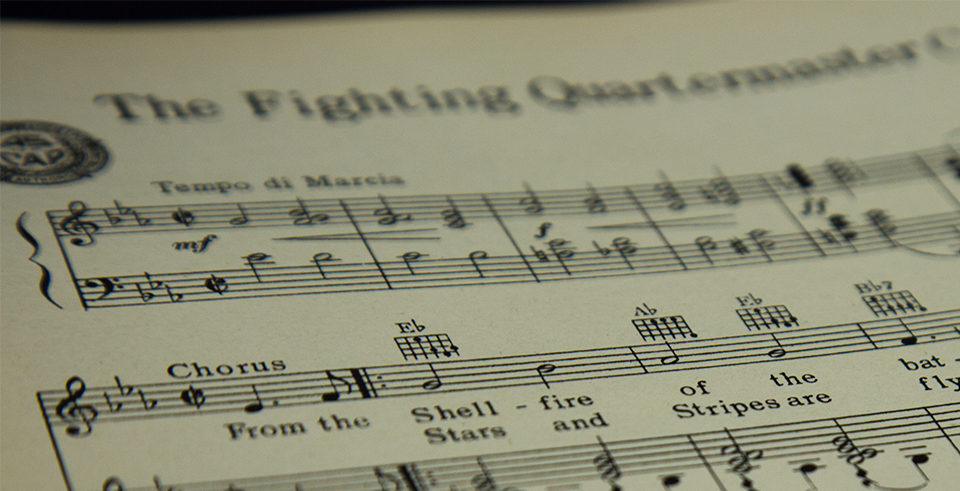 The Fighting Quartermaster C
Tempo di Marcia
mf
f
ff
Eb Ab Eb Bb7
Chorus
From the Shell - fire of the bat -
Stars and Stripes are fly